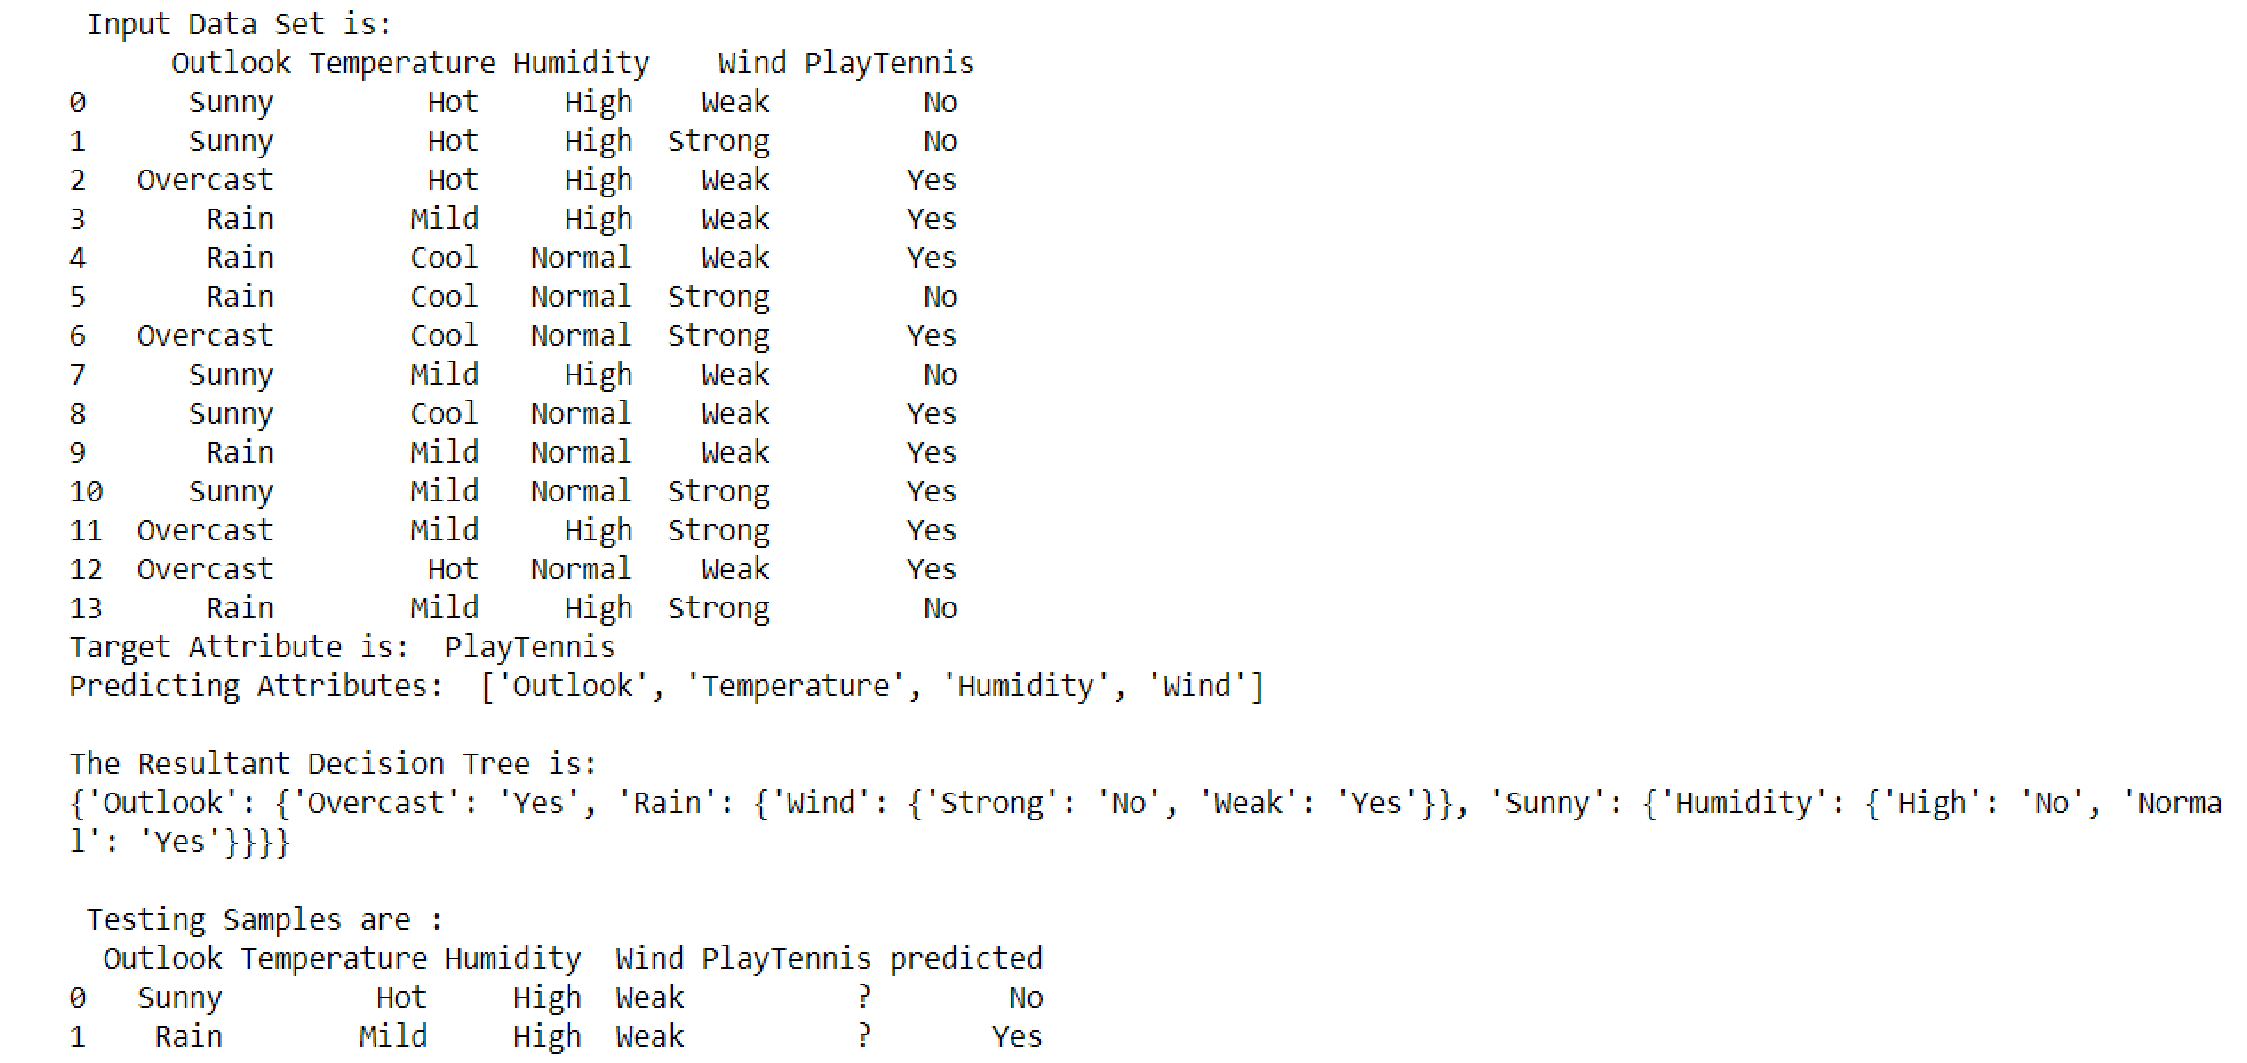 Input Data Set is:
Outlook Temperature Humidity Wind PlayTennis
0 Sunny Hot High Weak No
1 Sunny Hot High Strong No
2 Overcast Hot High Weak Yes
3 Rain Mild High Weak Yes
4 Rain Cool Normal Weak Yes
5 Rain Cool Normal Strong No
6 Overcast Cool Normal Strong Yes
7 Sunny Mild High Weak No
8 Sunny Cool Normal Weak Yes
9 Rain Mild Normal Weak Yes
10 Sunny Mild Normal Strong Yes
11 Overcast Mild High Strong Yes
12 Overcast Hot Normal Weak Yes
13 Rain Mild High Strong No
Target Attribute is: PlayTennis
Predicting Attributes: ['Outlook', 'Temperature', 'Humidity', 'Wind']
The Resultant Decision Tree is:
{'Outlook': {'Overcast': 'Yes', 'Rain': {'Wind': {'Strong': 'No', 'Weak': 'Yes'}}, 'Sunny': {'Humidity': {'High': 'No', 'Norma
l': 'Yes'}}}}
Testing Samples are :
Outlook Temperature Humidity Wind PlayTennis predicted
0 Sunny Hot High Weak ? No
1 Rain Mild High Weak ? Yes